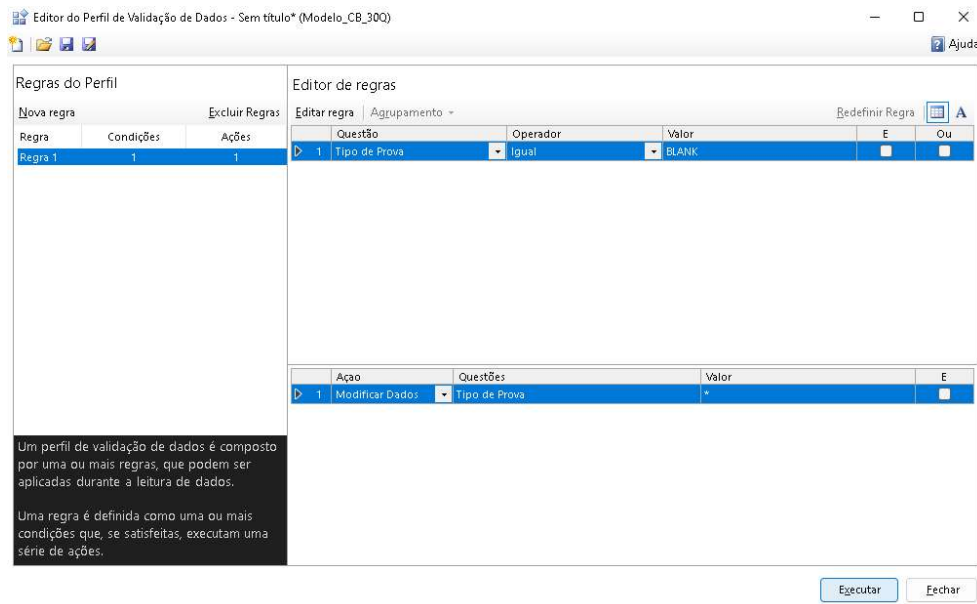 Editor do Perfil de Validação de Dados - Sem título* (Modelo_CB_30Q)
Ajuda
Regras do Perfil
Nova regra Excluir Regras
Regra Condições Ações
Regra 1 1 1
Um perfil de validação de dados é composto
por uma ou mais regras, que podem ser
aplicadas durante a leitura de dados.
Uma regra é definida como uma ou mais
condições que, se satisfeitas, executam uma
série de ações.
Editor de regras
Editar regra Agrupamento Redefinir Regra A
Questão Operador Valor E Ou
1 Tipo de Prova Igual BLANK
Açao Questões Valor E
1 Modificar Dados Tipo de Prova *
Executar Fechar